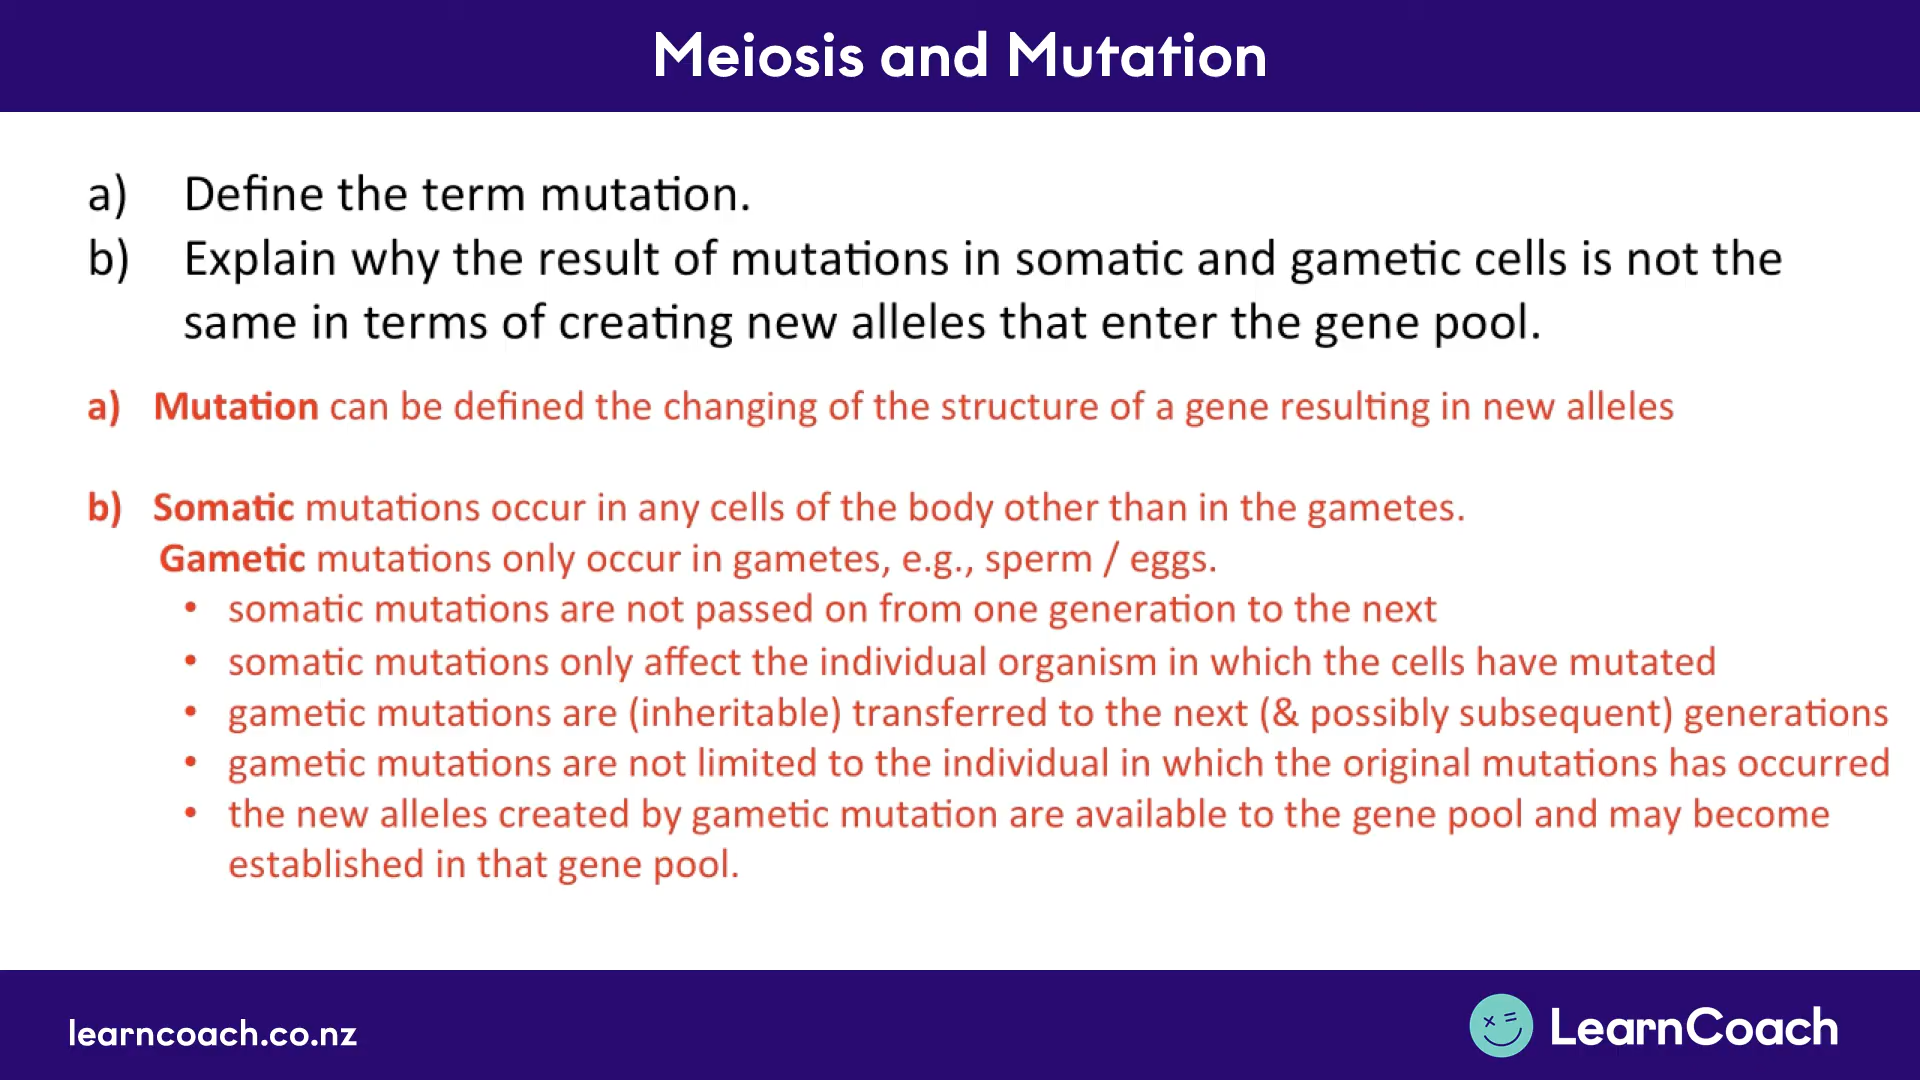 Meiosis and Mutation
a) Define the term mutation.
b) Explain why the result of mutations in somatic and gametic cells is not the
same in terms of creating new alleles that enter the gene pool.
a) Mutation can be defined the changing of the structure of a gene resulting in new alleles
b) Somatic mutations occur in any cells of the body other than in the gametes.
Gametic mutations only occur in gametes, e.g., sperm / eggs.
• somatic mutations are not passed on from one generation to the next
• somatic mutations only affect the individual organism in which the cells have mutated
• gametic mutations are (inheritable) transferred to the next (& possibly subsequent) generations
• gametic mutations are not limited to the individual in which the original mutations has occurred
• the new alleles created by gametic mutation are available to the gene pool and may become
established in that gene pool.
learncoach.co.nz
LearnCoach